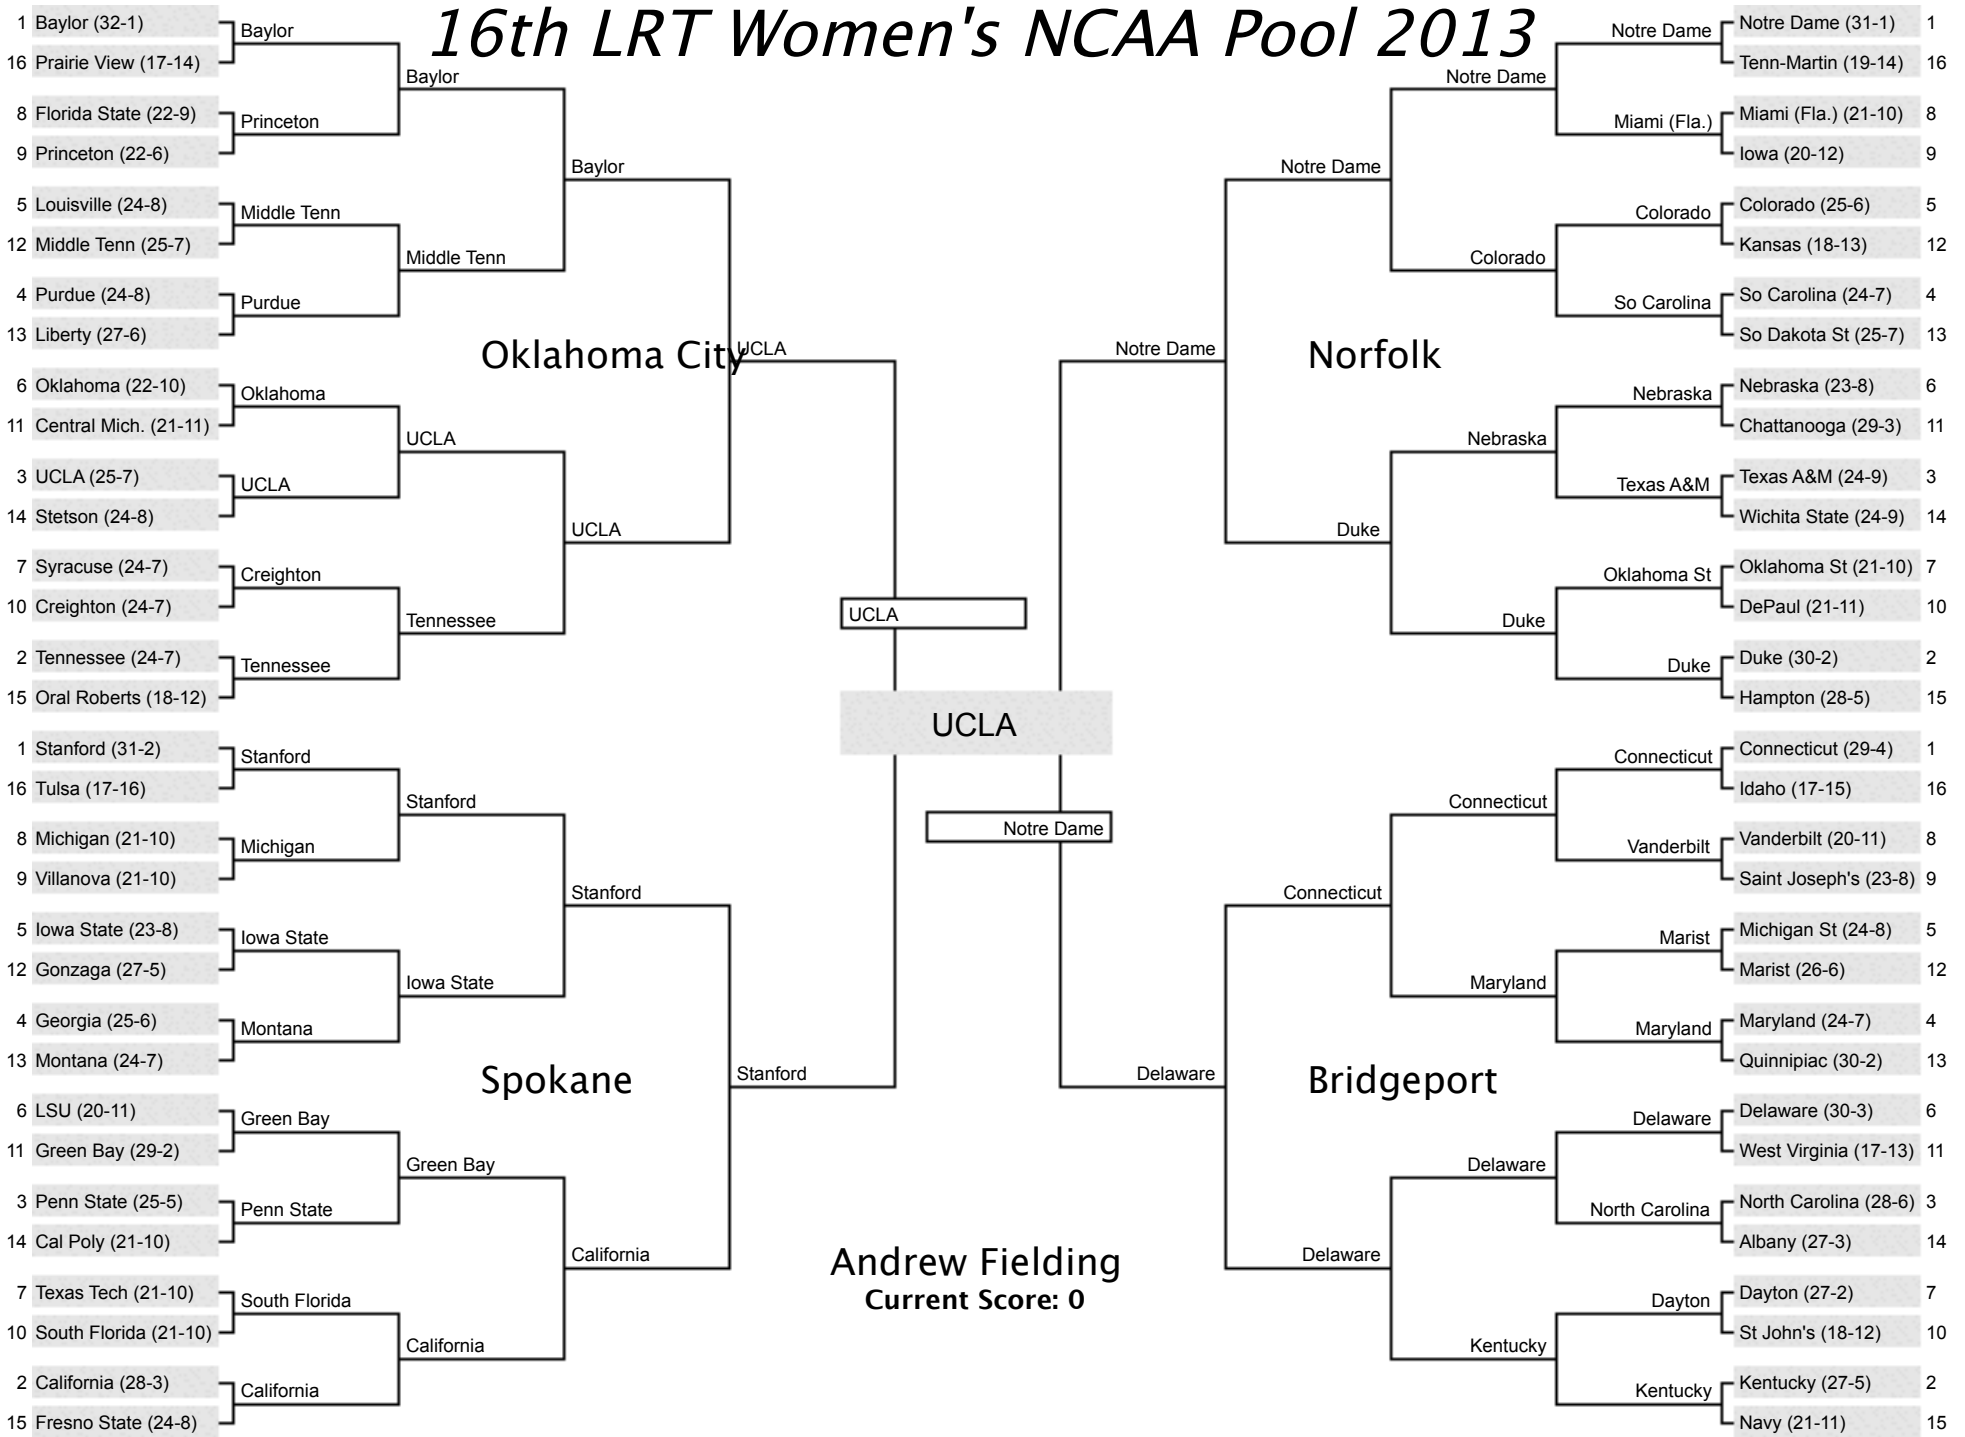 16th LRT Women's NCAA Pool 2013
1 Baylor (32-1)
16 Prairie View (17-14)
8 Florida State (22-9)
9 Princeton (22-6)
5 Louisville (24-8)
12 Middle Tenn (25-7)
4 Purdue (24-8)
13 Liberty (27-6)
6 Oklahoma (22-10)
11 Central Mich. (21-11)
3 UCLA (25-7)
14 Stetson (24-8)
7 Syracuse (24-7)
10 Creighton (24-7)
2 Tennessee (24-7)
15 Oral Roberts (18-12)
1 Stanford (31-2)
16 Tulsa (17-16)
8 Michigan (21-10)
9 Villanova (21-10)
5 Iowa State (23-8)
12 Gonzaga (27-5)
4 Georgia (25-6)
13 Montana (24-7)
6 LSU (20-11)
11 Green Bay (29-2)
3 Penn State (25-5)
14 Cal Poly (21-10)
7 Texas Tech (21-10)
10 South Florida (21-10)
2 California (28-3)
15 Fresno State (24-8)
Baylor
Princeton
Middle Tenn
Purdue
Oklahoma
UCLA
Creighton
Tennessee
Stanford
Michigan
Iowa State
Montana
Green Bay
Penn State
South Florida
California
Baylor
Middle Tenn
UCLA
Tennessee
Stanford
Iowa State
Green Bay
California
Baylor
UCLA
Stanford
California
Oklahoma City
Spokane
UCLA
Stanford
UCLA
UCLA
Notre Dame
Andrew Fielding
Current Score: 0
Notre Dame
Delaware
Norfolk
Bridgeport
Notre Dame
Duke
Connecticut
Delaware
Notre Dame
Colorado
Nebraska
Duke
Connecticut
Maryland
Delaware
Kentucky
Notre Dame
Miami (Fla.)
Colorado
So Carolina
Nebraska
Texas A&M
Oklahoma St
Duke
Connecticut
Vanderbilt
Marist
Maryland
Delaware
North Carolina
Dayton
Kentucky
Notre Dame (31-1) 1
Tenn-Martin (19-14) 16
Miami (Fla.) (21-10) 8
Iowa (20-12) 9
Colorado (25-6) 5
Kansas (18-13) 12
So Carolina (24-7) 4
So Dakota St (25-7) 13
Nebraska (23-8) 6
Chattanooga (29-3) 11
Texas A&M (24-9) 3
Wichita State (24-9) 14
Oklahoma St (21-10) 7
DePaul (21-11) 10
Duke (30-2) 2
Hampton (28-5) 15
Connecticut (29-4) 1
Idaho (17-15) 16
Vanderbilt (20-11) 8
Saint Joseph's (23-8) 9
Michigan St (24-8) 5
Marist (26-6) 12
Maryland (24-7) 4
Quinnipiac (30-2) 13
Delaware (30-3) 6
West Virginia (17-13) 11
North Carolina (28-6) 3
Albany (27-3) 14
Dayton (27-2) 7
St John's (18-12) 10
Kentucky (27-5) 2
Navy (21-11) 15